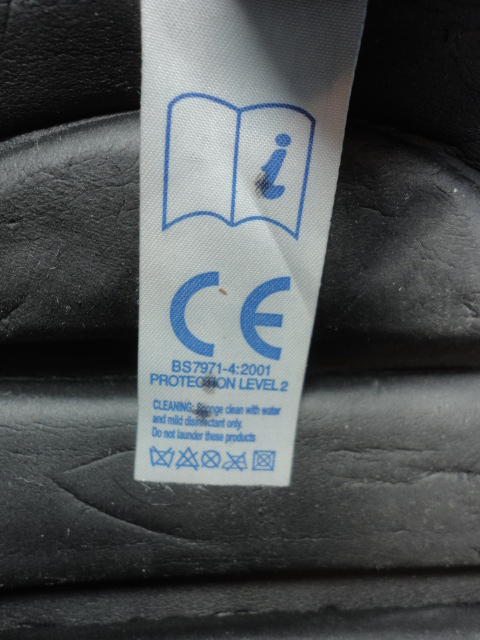 i
CE
BS7971-4:2001
PROTECTION LEVEL 2
CLEANING: Sponge clean with water
and mild disinfectant only.
Do not launder these products